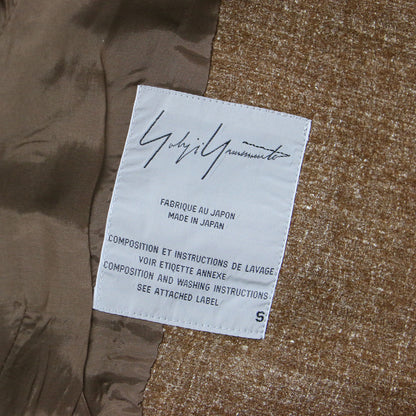 Yohji Yamamoto
FABRIQUE AU JAPON
MADE IN JAPAN
COMPOSITION ET INSTRUCTIONS DE LAVAGE
VOIR ETIQETTE ANNEXE
COMPOSITION AND WASHING INSTRUCTIONS
SEE ATTACHED LABEL
S